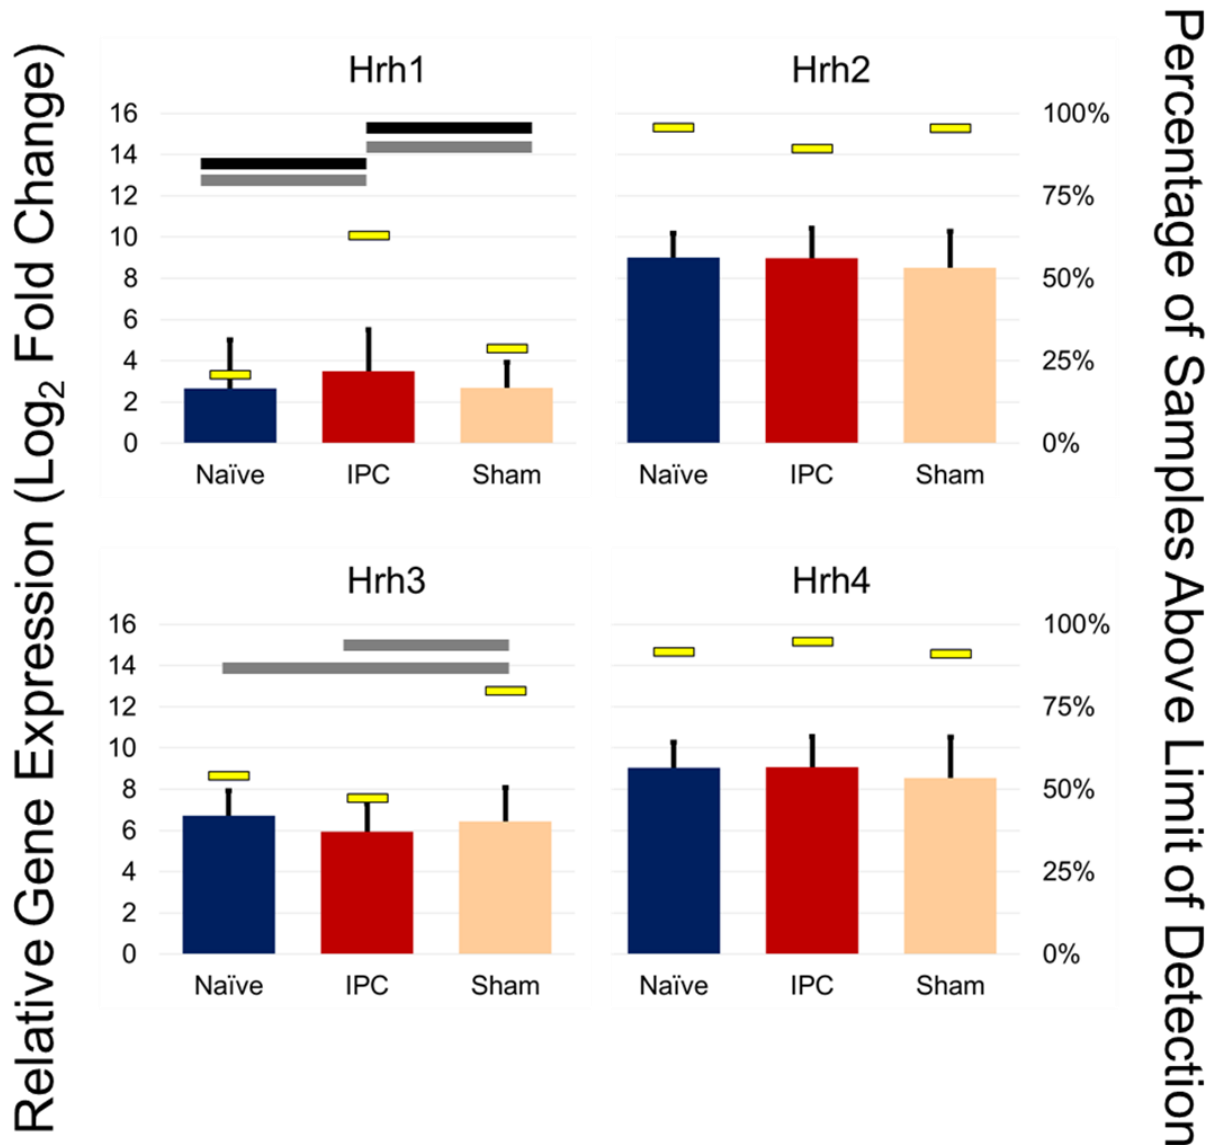 Relative Gene Expression (Log₂ Fold Change)
Hrh1
16
14
12
10
8
6
4
2
0
Naïve IPC Sham
Hrh2
100%
75%
50%
25%
0%
Naïve IPC Sham
Hrh3
16
14
12
10
8
6
4
2
0
Naïve IPC Sham
Hrh4
100%
75%
50%
25%
0%
Naïve IPC Sham
Percentage of Samples Above Limit of Detection